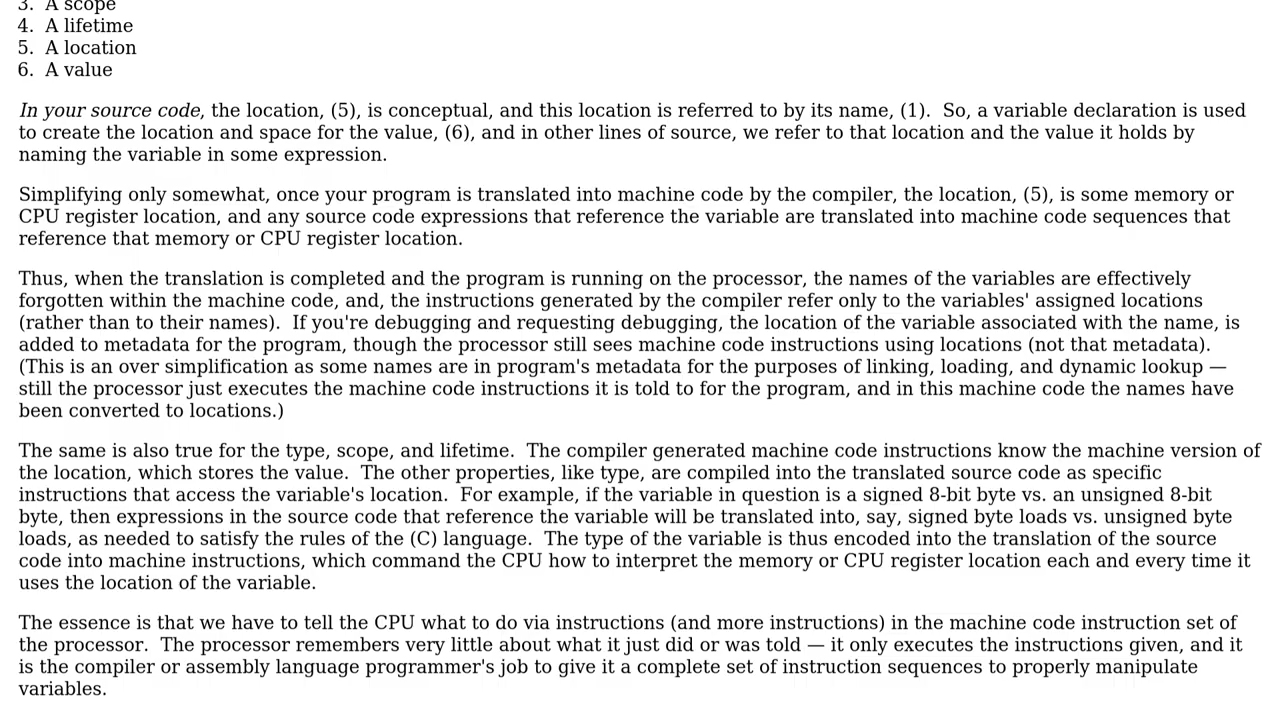 3. A scope
4. A lifetime
5. A location
6. A value
In your source code, the location, (5), is conceptual, and this location is referred to by its name, (1).  So, a variable declaration is used
to create the location and space for the value, (6), and in other lines of source, we refer to that location and the value it holds by
naming the variable in some expression.
Simplifying only somewhat, once your program is translated into machine code by the compiler, the location, (5), is some memory or
CPU register location, and any source code expressions that reference the variable are translated into machine code sequences that
reference that memory or CPU register location.
Thus, when the translation is completed and the program is running on the processor, the names of the variables are effectively
forgotten within the machine code, and, the instructions generated by the compiler refer only to the variables' assigned locations
(rather than to their names).  If you're debugging and requesting debugging, the location of the variable associated with the name, is
added to metadata for the program, though the processor still sees machine code instructions using locations (not that metadata).
(This is an over simplification as some names are in program's metadata for the purposes of linking, loading, and dynamic lookup —
still the processor just executes the machine code instructions it is told to for the program, and in this machine code the names have
been converted to locations.)
The same is also true for the type, scope, and lifetime.  The compiler generated machine code instructions know the machine version of
the location, which stores the value.  The other properties, like type, are compiled into the translated source code as specific
instructions that access the variable's location.  For example, if the variable in question is a signed 8-bit byte vs. an unsigned 8-bit
byte, then expressions in the source code that reference the variable will be translated into, say, signed byte loads vs. unsigned byte
loads, as needed to satisfy the rules of the (C) language.  The type of the variable is thus encoded into the translation of the source
code into machine instructions, which command the CPU how to interpret the memory or CPU register location each and every time it
uses the location of the variable.
The essence is that we have to tell the CPU what to do via instructions (and more instructions) in the machine code instruction set of
the processor.  The processor remembers very little about what it just did or was told — it only executes the instructions given, and it
is the compiler or assembly language programmer's job to give it a complete set of instruction sequences to properly manipulate
variables.